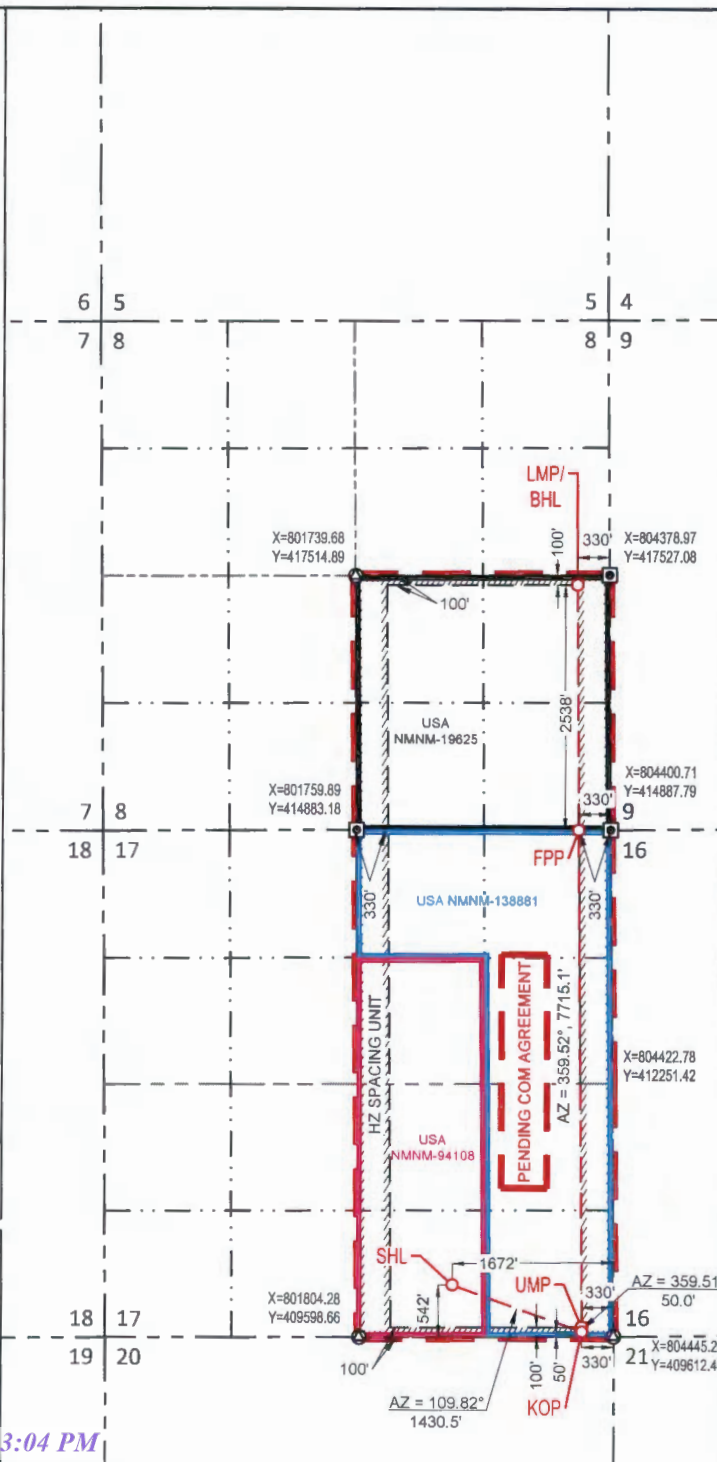 6 5
7 8
5 4
8 9
LMP/
BHL
X=801739.68
Y=417514.89
100'
330'
X=804378.97
Y=417527.08
100'
USA
NMNM-19625
2538'
X=801759.89
Y=414883.18
X=804400.71
Y=414887.79
330'
7 8
18 17
9
16
FPP
330'
USA NMNM-138881
330'
HZ SPACING UNIT
PENDING COM AGREEMENT
AZ = 359.52°, 7715.1'
X=804422.78
Y=412251.42
USA
NMNM-94108
SHL
1672'
UMP
AZ = 359.51
50.0'
330'
X=801804.28
Y=409598.66
542'
18 17
19 20
16
21
X=804445.2
Y=409612.4
100'
100'
50'
330'
AZ = 109.82°
1430.5'
KOP
3:04 PM